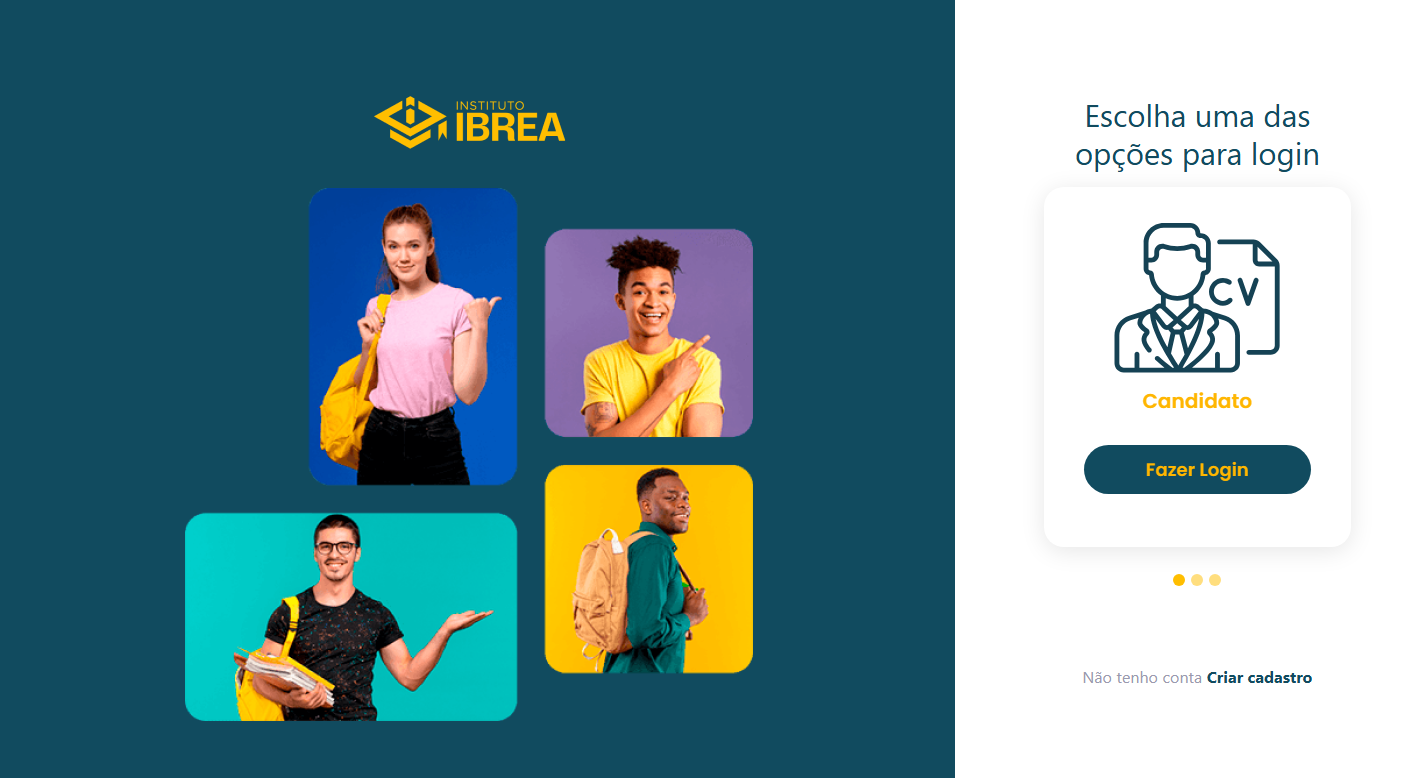 INSTITUTO
IBREA
Escolha uma das
opções para login
CV
Candidato
Fazer Login
Não tenho conta Criar cadastro